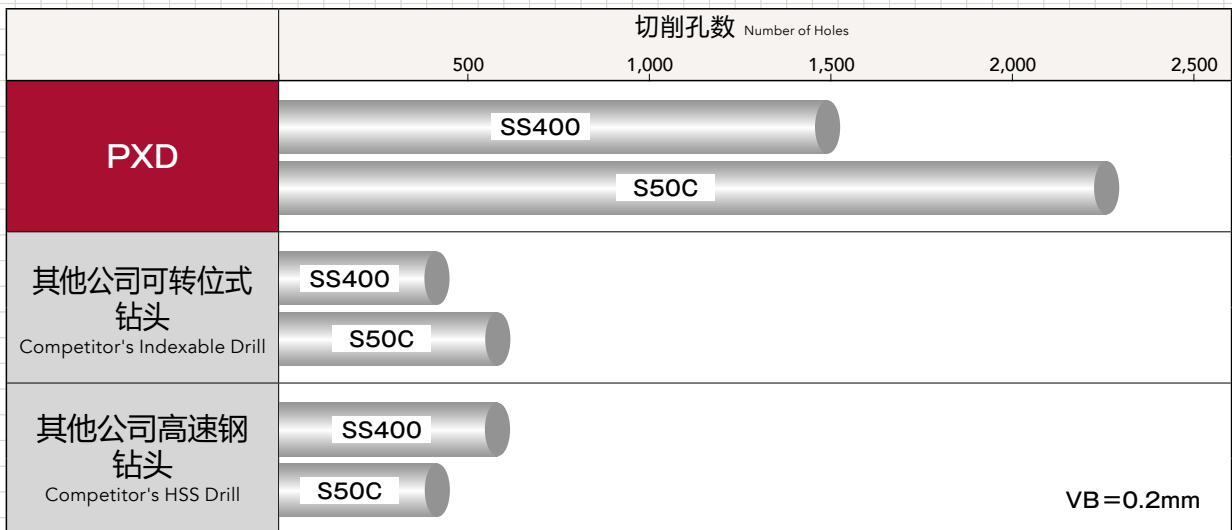 切削孔数 Number of Holes
500 1,000 1,500 2,000 2,500
PXD
SS400
S50C
其他公司可转位式
钻头
Competitor's Indexable Drill
SS400
S50C
其他公司高速钢
钻头
Competitor's HSS Drill
SS400
S50C
VB=0.2mm